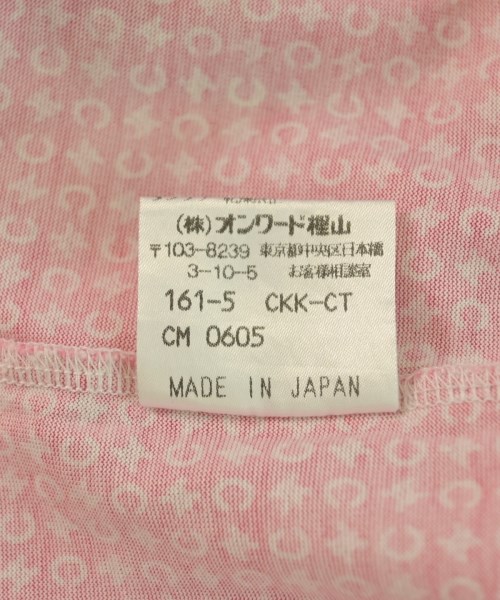 (株)オンワード樫山
〒103-8239 東京都中央区日本橋
3-10-5 お客様相談室
161-5 CKK-CT
CM 0605
MADE IN JAPAN